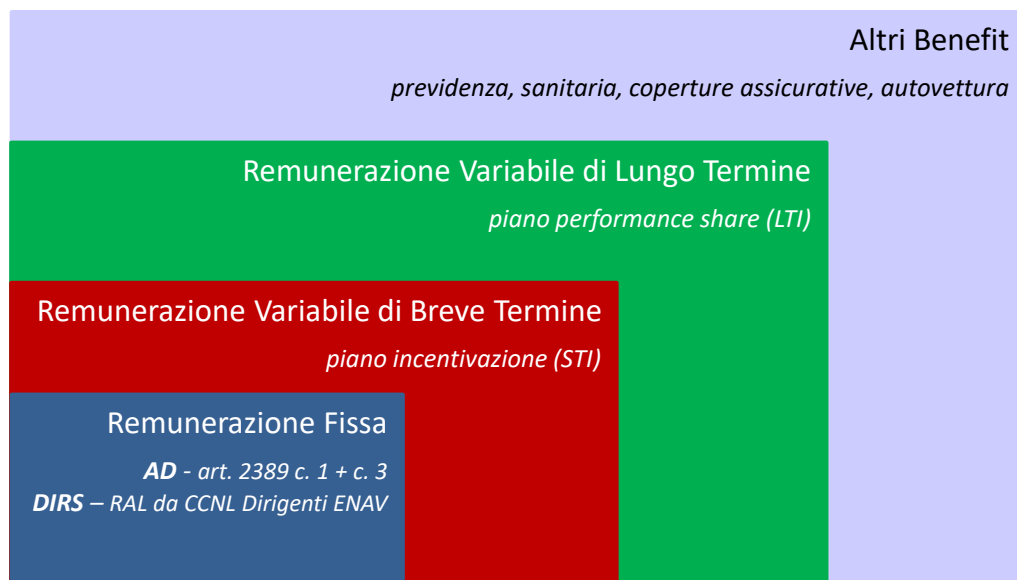 Altri Benefit
previdenza, sanitaria, coperture assicurative, autovettura
Remunerazione Variabile di Lungo Termine
piano performance share (LTI)
Remunerazione Variabile di Breve Termine
piano incentivazione (STI)
Remunerazione Fissa
AD - art. 2389 c. 1 + c. 3
DIRS – RAL da CCNL Dirigenti ENAV